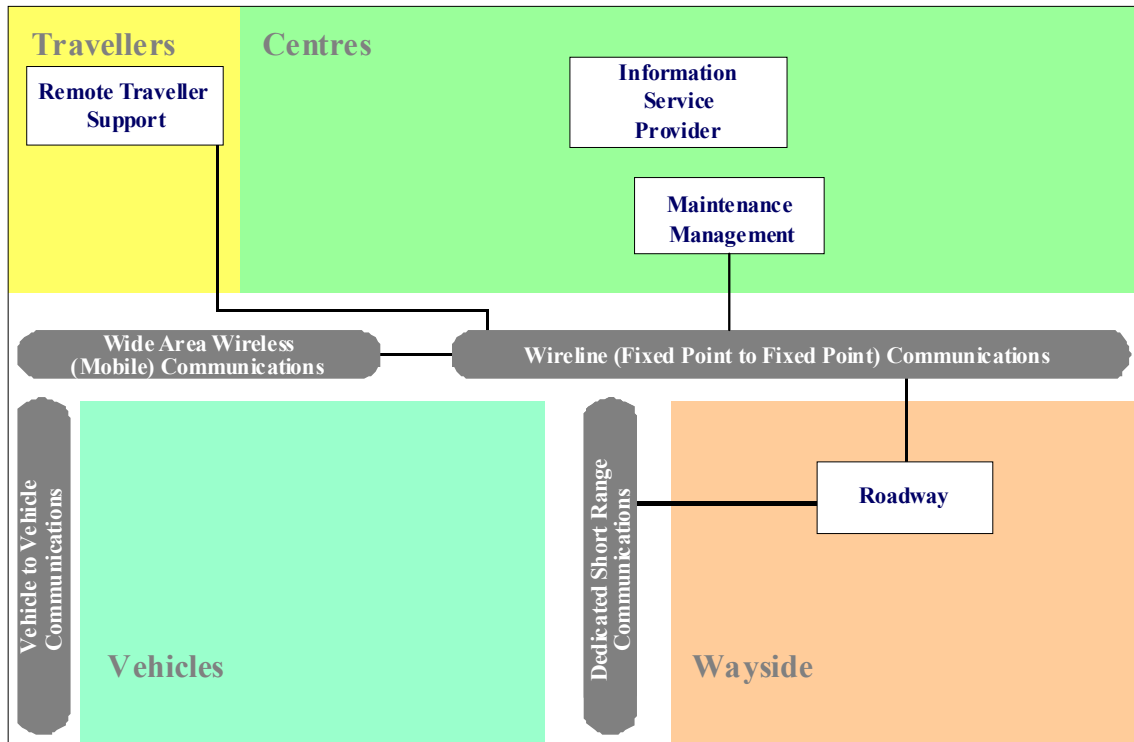 Travellers
Centres
Remote Traveller
Support
Information
Service
Provider
Maintenance
Management
Wide Area Wireless
(Mobile) Communications
Wireline (Fixed Point to Fixed Point) Communications
Vehicle to Vehicle
Communications
Dedicated Short Range
Communications
Roadway
Vehicles
Wayside